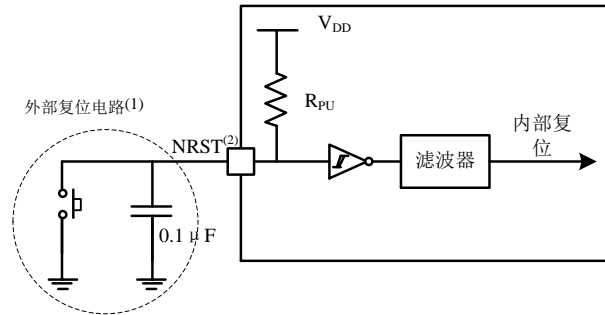 V_DD
R_PU
外部复位电路(1)
NRST(2)
0.1 μF
滤波器
内部复
位